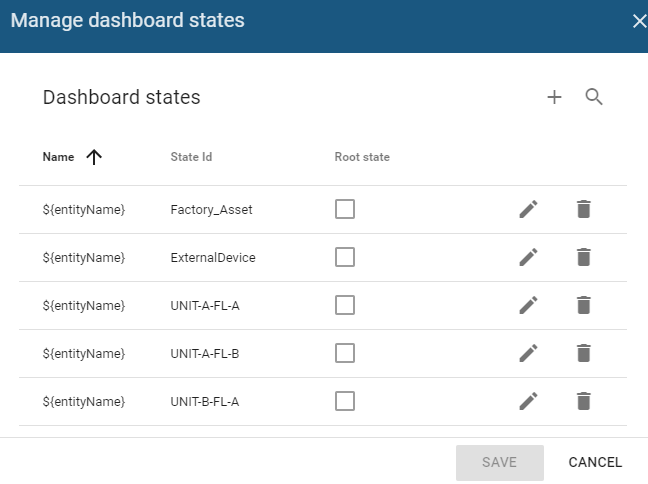 Manage dashboard states
Dashboard states
Name State Id Root state
${entityName} Factory_Asset
${entityName} ExternalDevice
${entityName} UNIT-A-FL-A
${entityName} UNIT-A-FL-B
${entityName} UNIT-B-FL-A
SAVE CANCEL